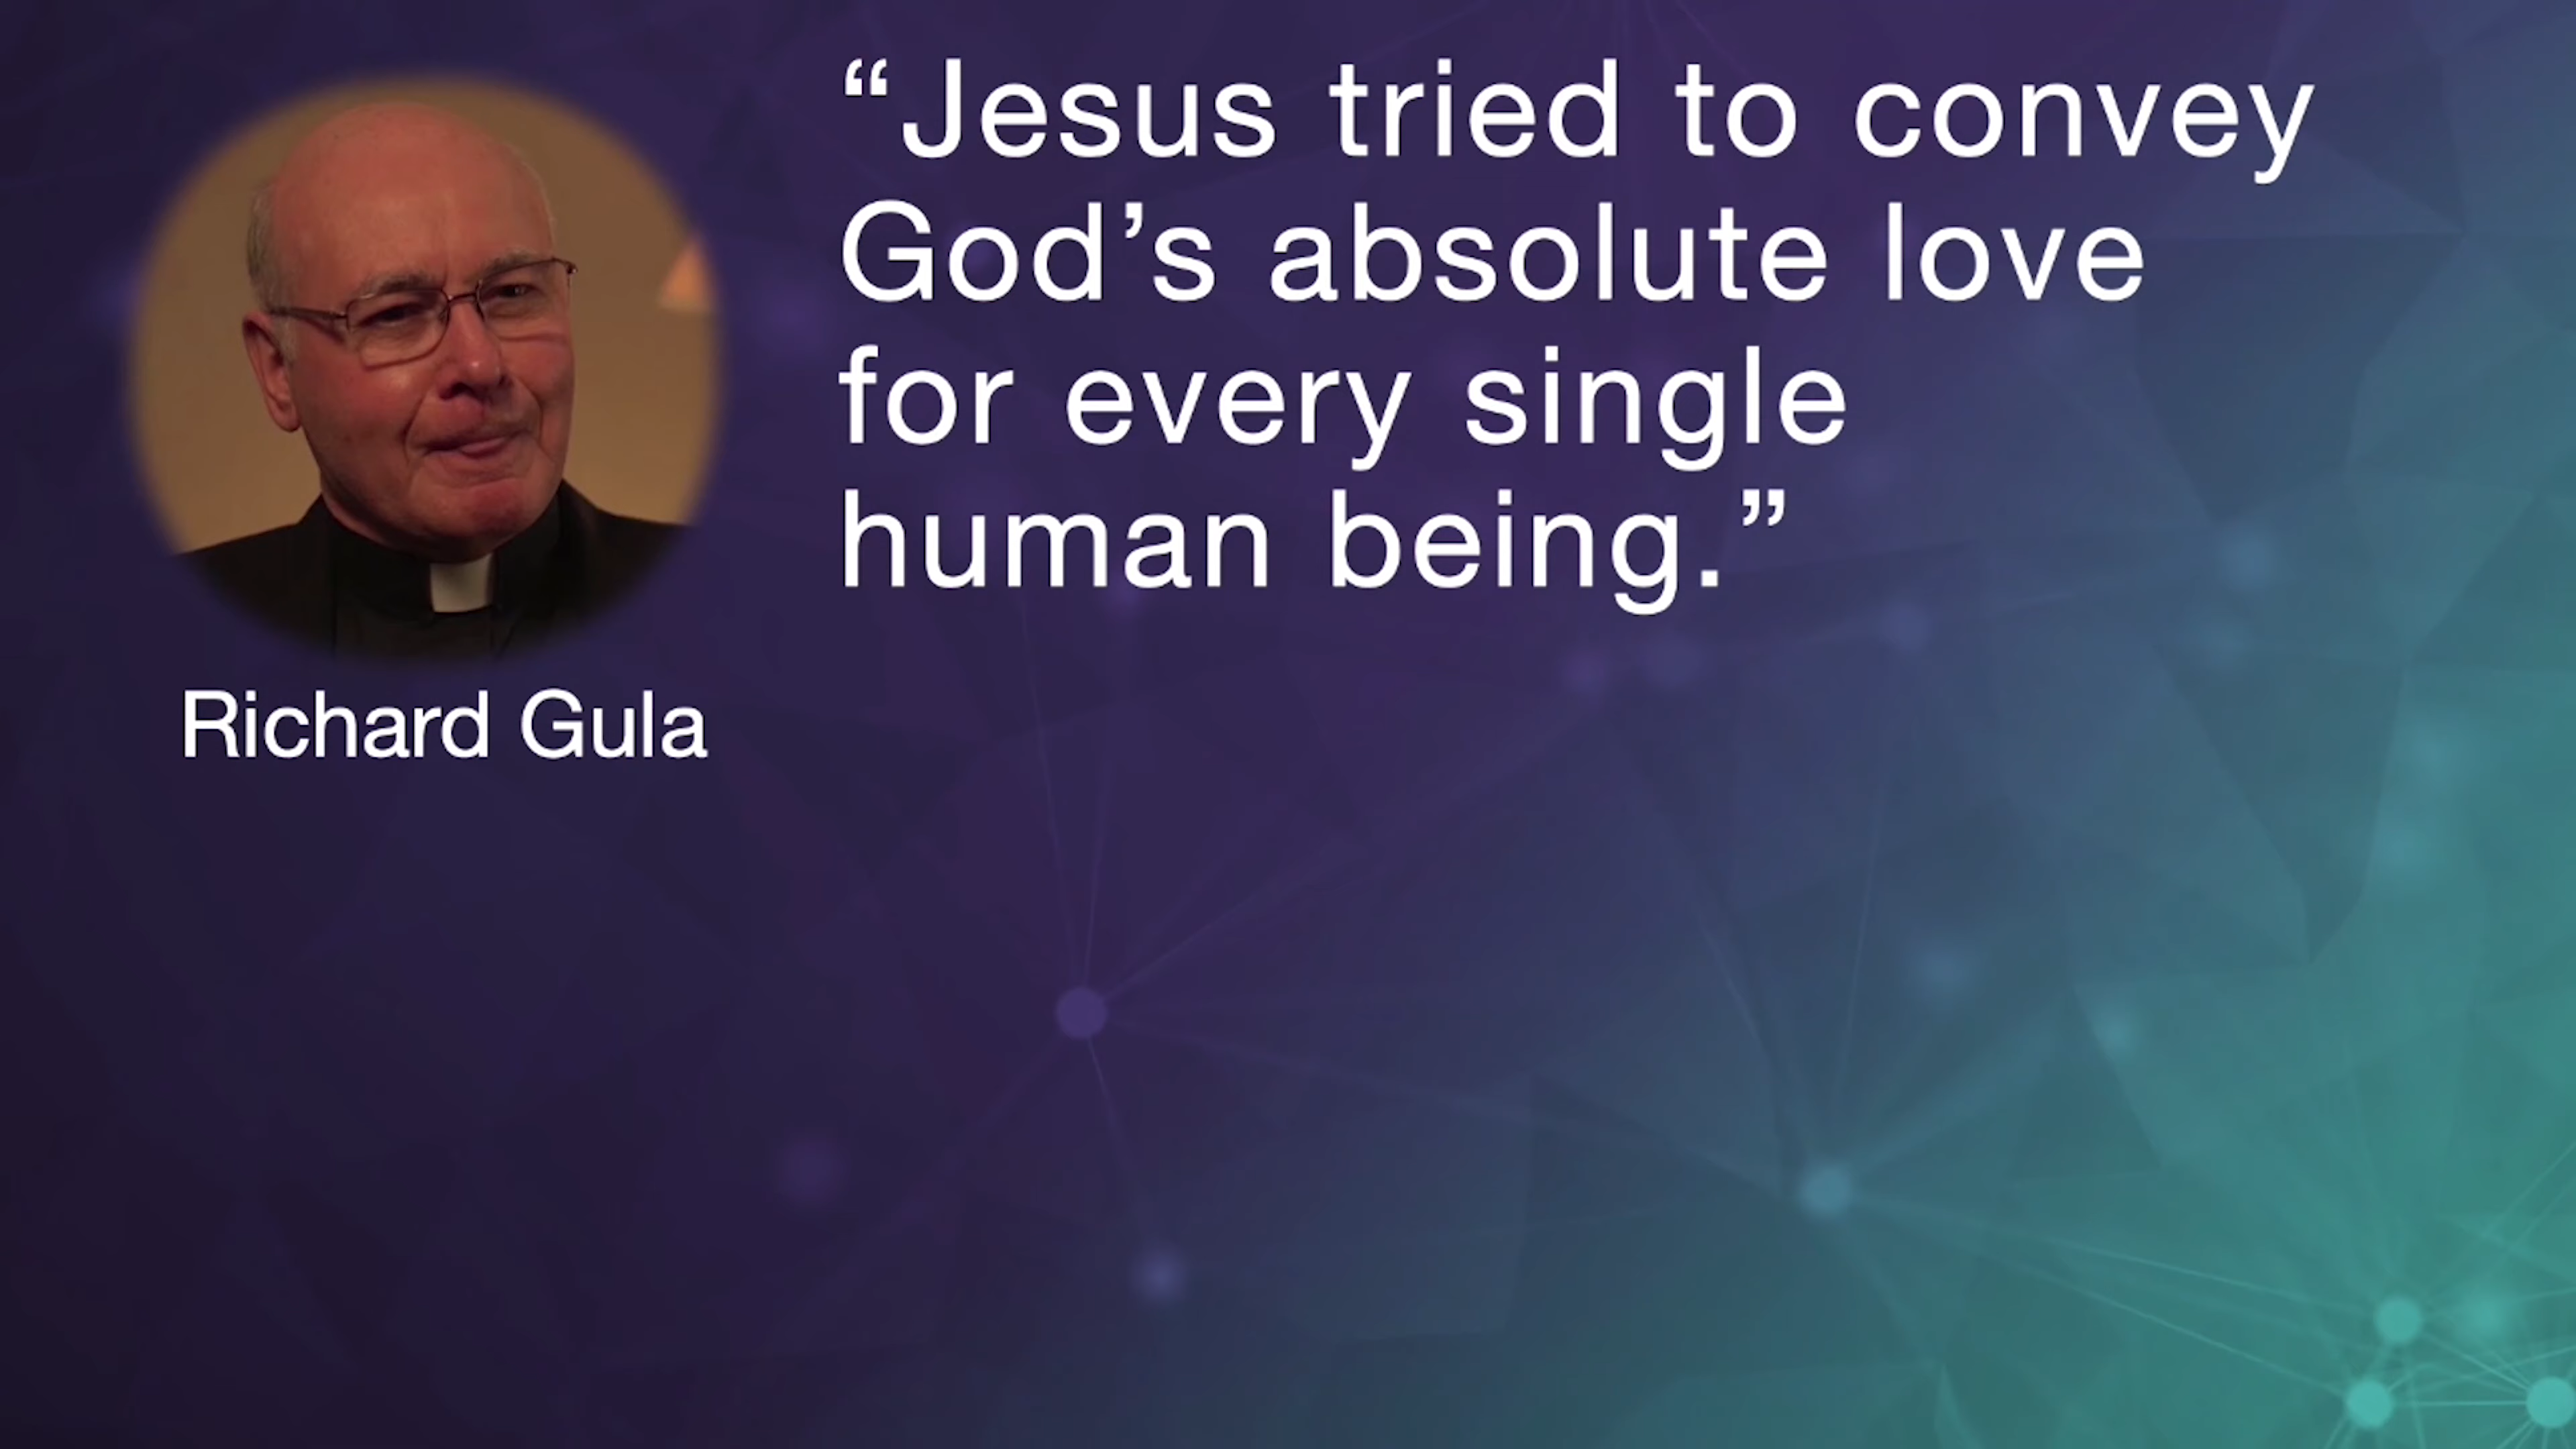 “Jesus tried to convey
God’s absolute love
for every single
human being.”
Richard Gula